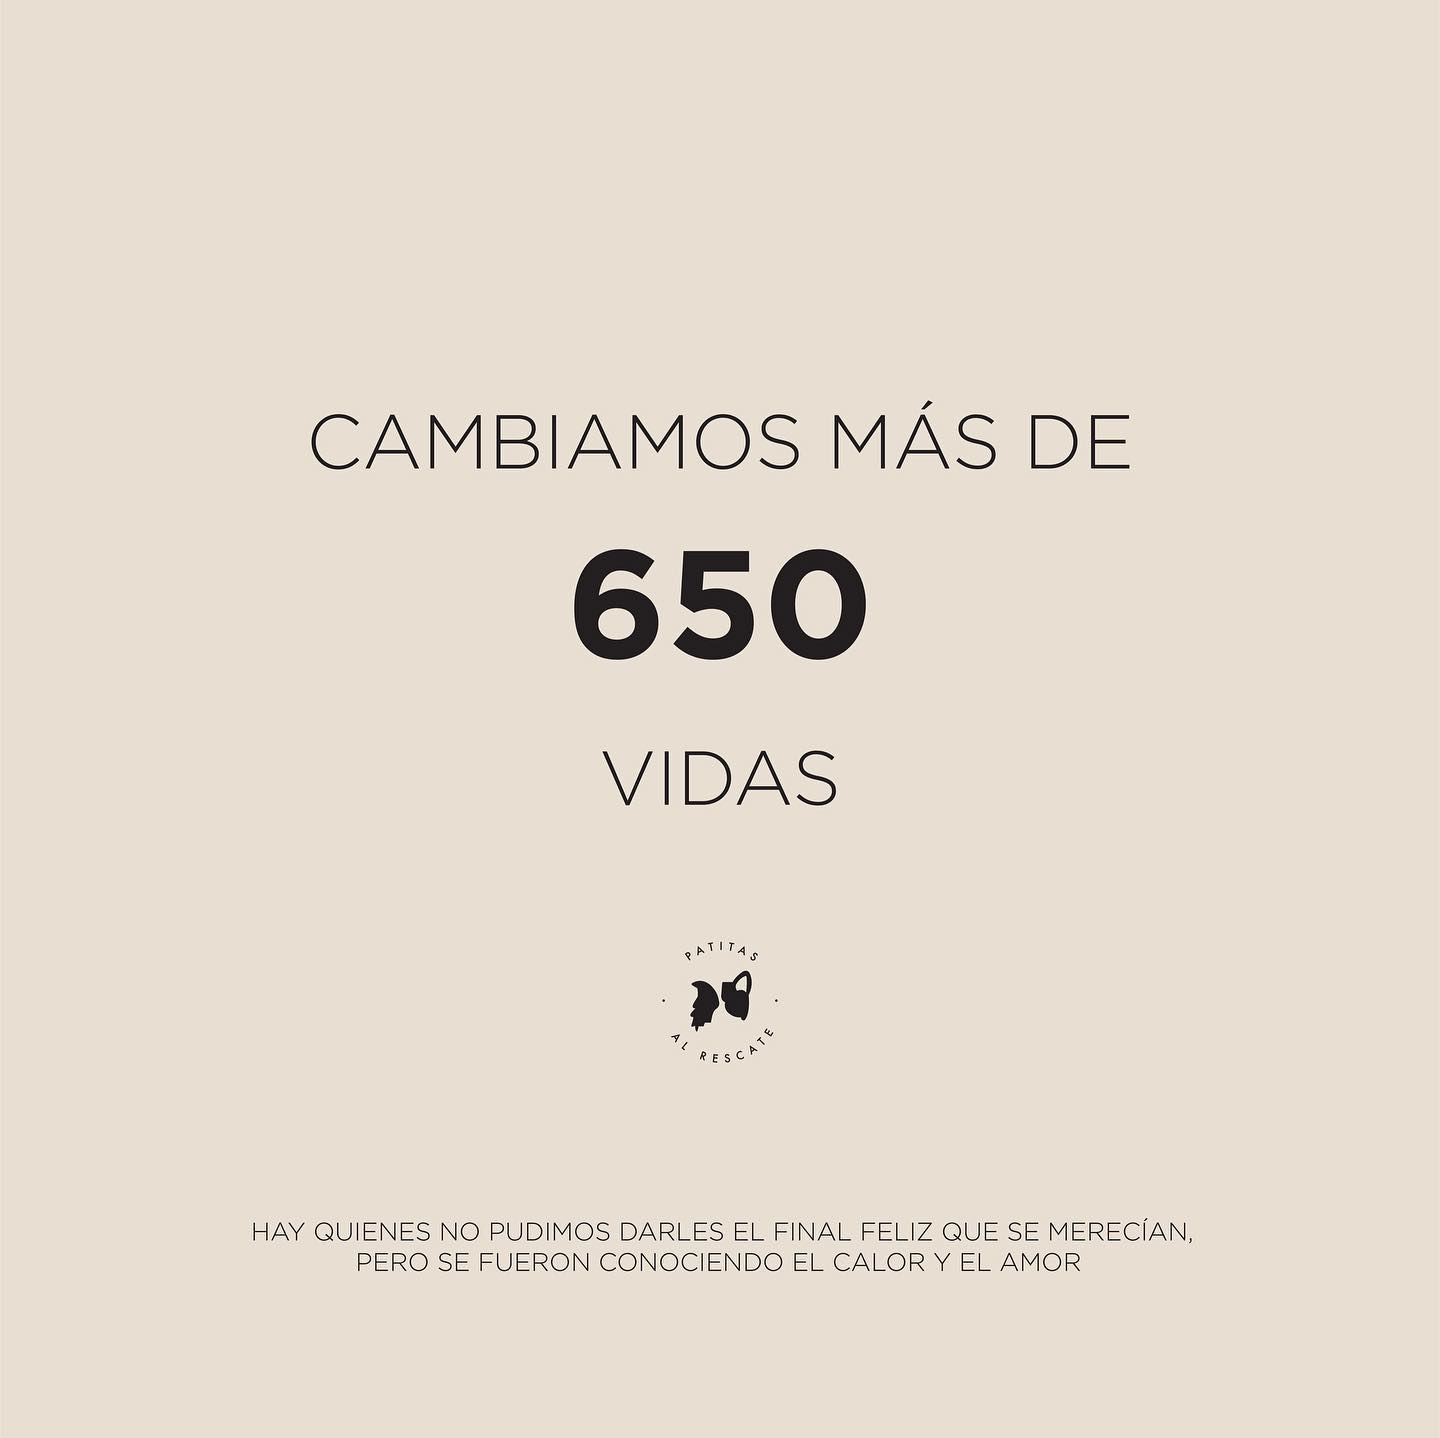 CAMBIAMOS MÁS DE
650
VIDAS
PATITAS
AL RESCATE
HAY QUIENES NO PUDIMOS DARLES EL FINAL FELIZ QUE SE MERECÍAN,
PERO SE FUERON CONOCIENDO EL CALOR Y EL AMOR